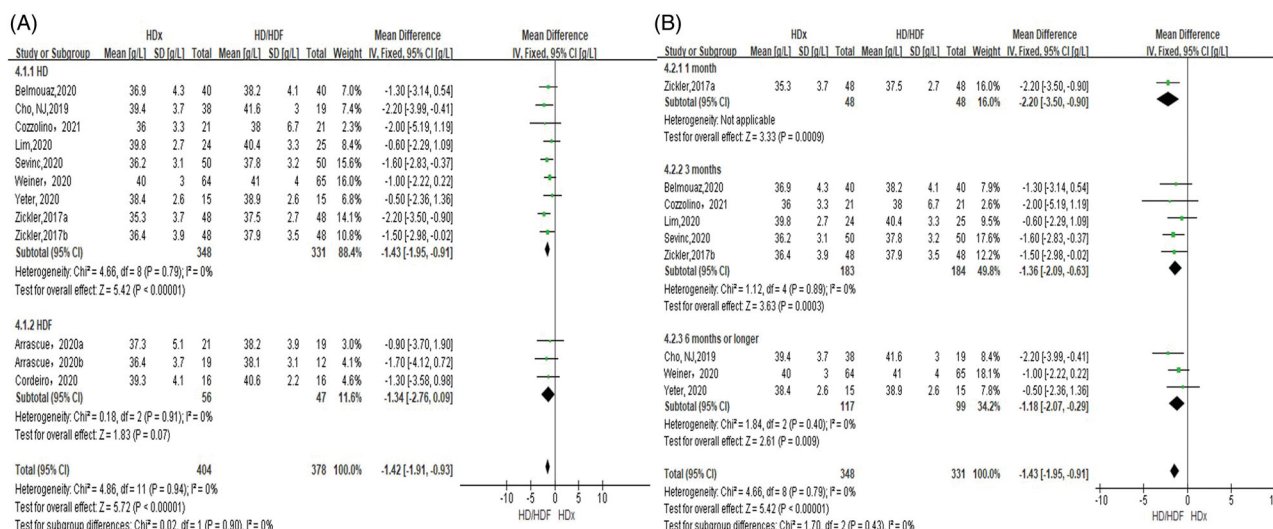 (A)
HDx HD/HDF Mean Difference Mean Difference
Study or Subgroup Mean [g/L] SD [g/L] Total Mean [g/L] SD [g/L] Total Weight IV, Fixed, 95% CI [g/L] IV, Fixed, 95% CI [g/L]
4.1.1 HD
Belmouaz,2020 36.9 4.3 40 38.2 4.1 40 7.0% -1.30 [-3.14, 0.54]
Cho, NJ,2019 39.4 3.7 38 41.6 3 19 7.4% -2.20 [-3.99, -0.41]
Cozzolino, 2021 36 3.3 21 38 6.7 21 2.3% -2.00 [-5.19, 1.19]
Lim,2020 39.8 2.7 24 40.4 3.3 25 8.4% -0.60 [-2.29, 1.09]
Sevinc,2020 36.2 3.1 50 37.8 3.2 50 15.6% -1.60 [-2.83, -0.37]
Weiner, 2020 40 3 64 41 4 65 16.0% -1.00 [-2.22, 0.22]
Yeter, 2020 38.4 2.6 15 38.9 2.6 15 7.0% -0.50 [-2.36, 1.36]
Zickler,2017a 35.3 3.7 48 37.5 2.7 48 14.1% -2.20 [-3.50, -0.90]
Zickler,2017b 36.4 3.9 48 37.9 3.5 48 10.8% -1.50 [-2.98, -0.02]
Subtotal (95% CI) 348 331 88.4% -1.43 [-1.95, -0.91]
Heterogeneity: Chi² = 4.66, df = 8 (P = 0.79); I² = 0%
Test for overall effect: Z = 5.42 (P < 0.00001)
4.1.2 HDF
Arrascue, 2020a 37.3 5.1 21 38.2 3.9 19 3.0% -0.90 [-3.70, 1.90]
Arrascue, 2020b 36.4 3.7 19 38.1 3.1 12 4.1% -1.70 [-4.12, 0.72]
Cordeiro, 2020 39.3 4.1 16 40.6 2.2 16 4.6% -1.30 [-3.58, 0.98]
Subtotal (95% CI) 56 47 11.6% -1.34 [-2.76, 0.09]
Heterogeneity: Chi² = 0.18, df = 2 (P = 0.91); I² = 0%
Test for overall effect: Z = 1.83 (P = 0.07)
Total (95% CI) 404 378 100.0% -1.42 [-1.91, -0.93]
Heterogeneity: Chi² = 4.86, df = 11 (P = 0.94); I² = 0%
Test for overall effect: Z = 5.72 (P < 0.00001)
Test for subgroup differences: Chi² = 0.02, df = 1 (P = 0.90), I² = 0%
-10 -5 0 5 10
HD/HDF HDx
(B)
HDx HD/HDF Mean Difference Mean Difference
Study or Subgroup Mean [g/L] SD [g/L] Total Mean [g/L] SD [g/L] Total Weight IV, Fixed, 95% CI [g/L] IV, Fixed, 95% CI [g/L]
4.2.1 1 month
Zickler,2017a 35.3 3.7 48 37.5 2.7 48 16.0% -2.20 [-3.50, -0.90]
Subtotal (95% CI) 48 48 16.0% -2.20 [-3.50, -0.90]
Heterogeneity: Not applicable
Test for overall effect: Z = 3.33 (P = 0.0009)
4.2.2 3 months
Belmouaz,2020 36.9 4.3 40 38.2 4.1 40 7.9% -1.30 [-3.14, 0.54]
Cozzolino, 2021 36 3.3 21 38 6.7 21 2.6% -2.00 [-5.19, 1.19]
Lim, 2020 39.8 2.7 24 40.4 3.3 25 9.5% -0.60 [-2.29, 1.09]
Sevinc,2020 36.2 3.1 50 37.8 3.2 50 17.6% -1.60 [-2.83, -0.37]
Zickler,2017b 36.4 3.9 48 37.9 3.5 48 12.2% -1.50 [-2.98, -0.02]
Subtotal (95% CI) 183 184 49.8% -1.36 [-2.09, -0.63]
Heterogeneity: Chi² = 1.12, df = 4 (P = 0.89); I² = 0%
Test for overall effect: Z = 3.63 (P = 0.0003)
4.2.3 6 months or longer
Cho, NJ,2019 39.4 3.7 38 41.6 3 19 8.4% -2.20 [-3.99, -0.41]
Weiner, 2020 40 3 64 41 4 65 18.1% -1.00 [-2.22, 0.22]
Yeter, 2020 38.4 2.6 15 38.9 2.6 15 7.8% -0.50 [-2.36, 1.36]
Subtotal (95% CI) 117 99 34.2% -1.18 [-2.07, -0.29]
Heterogeneity: Chi² = 1.84, df = 2 (P = 0.40); I² = 0%
Test for overall effect: Z = 2.61 (P = 0.009)
Total (95% CI) 348 331 100.0% -1.43 [-1.95, -0.91]
Heterogeneity: Chi² = 4.66, df = 8 (P = 0.79); I² = 0%
Test for overall effect: Z = 5.42 (P < 0.00001)
Test for subgroup differences: Chi² = 1.70, df = 2 (P = 0.43), I² = 0%
-10 -5 0 5 10
HD/HDF HDx